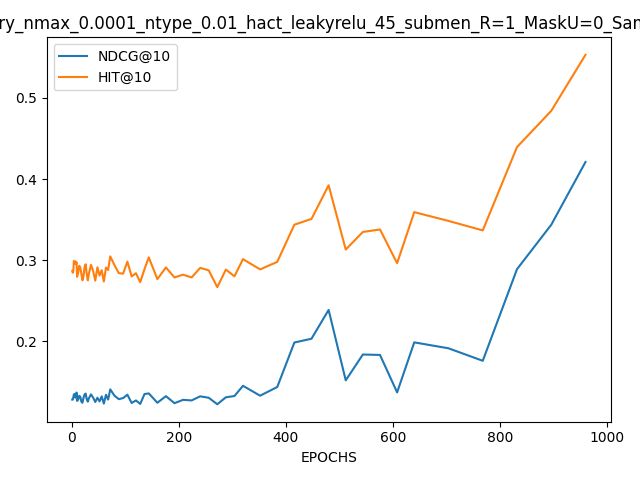 ry_nmax_0.0001_ntype_0.01_hact_leakyrelu_45_submen_R=1_MaskU=0_San
NDCG@10
HIT@10
0.5
0.4
0.3
0.2
0 200 400 600 800 1000
EPOCHS